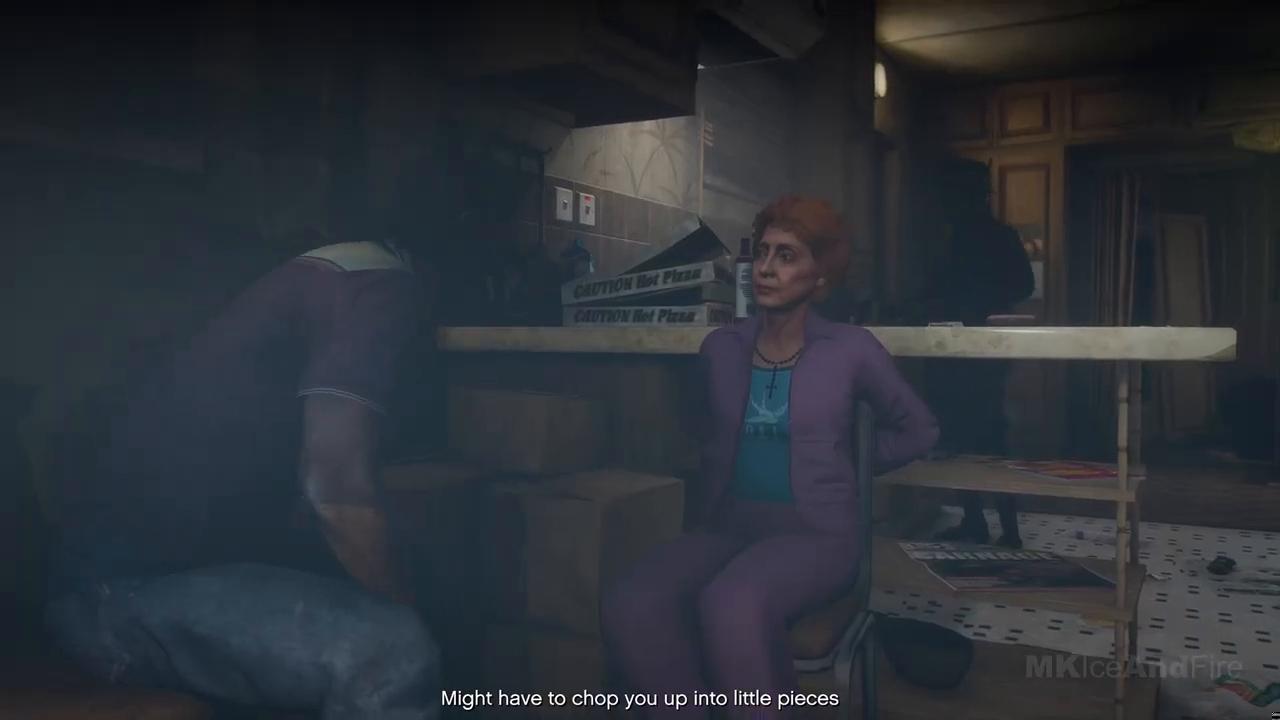 CAUTION Hot Pizza
CAUTION Hot Pizza
MKIceAndFire
Might have to chop you up into little pieces